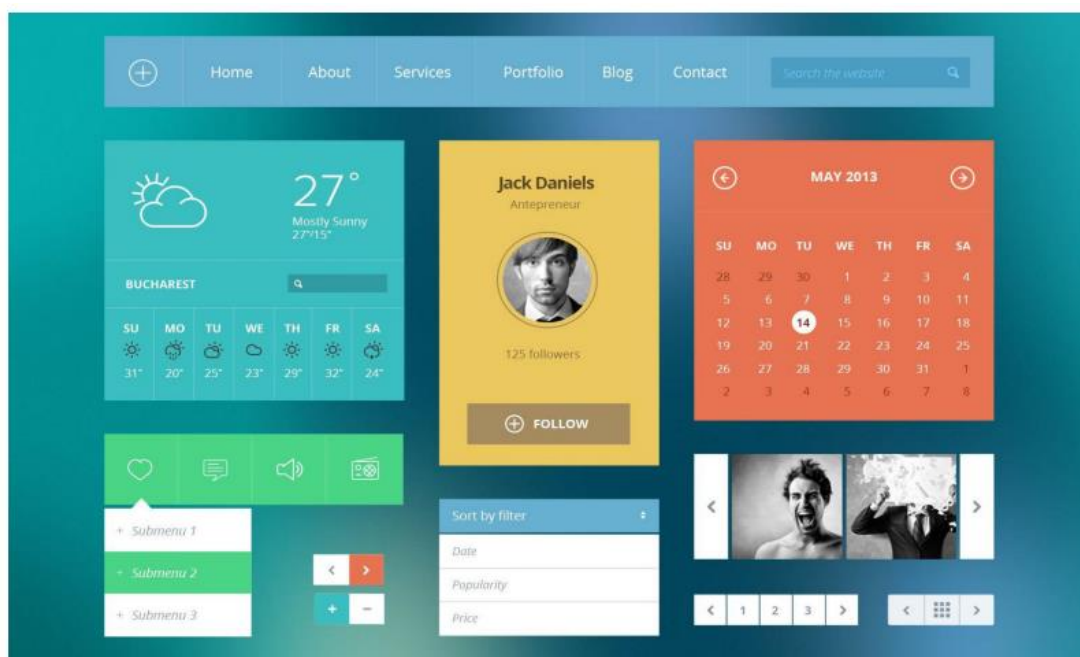 Home About Services Portfolio Blog Contact Search the website
27°
Mostly Sunny
27°/15°
BUCHAREST
SU MO TU WE TH FR SA
31° 20° 25° 23° 29° 32° 24°
Jack Daniels
Antepreneur
125 followers
FOLLOW
MAY 2013
SU MO TU WE TH FR SA
28 29 30 1 2 3 4
5 6 7 8 9 10 11
12 13 14 15 16 17 18
19 20 21 22 23 24 25
26 27 28 29 30 31 1
2 3 4 5 6 7 8
+ Submenu 1
+ Submenu 2
+ Submenu 3
< >
+ −
Sort by filter
Date
Popularity
Price
< >
< 1 2 3 >
< >